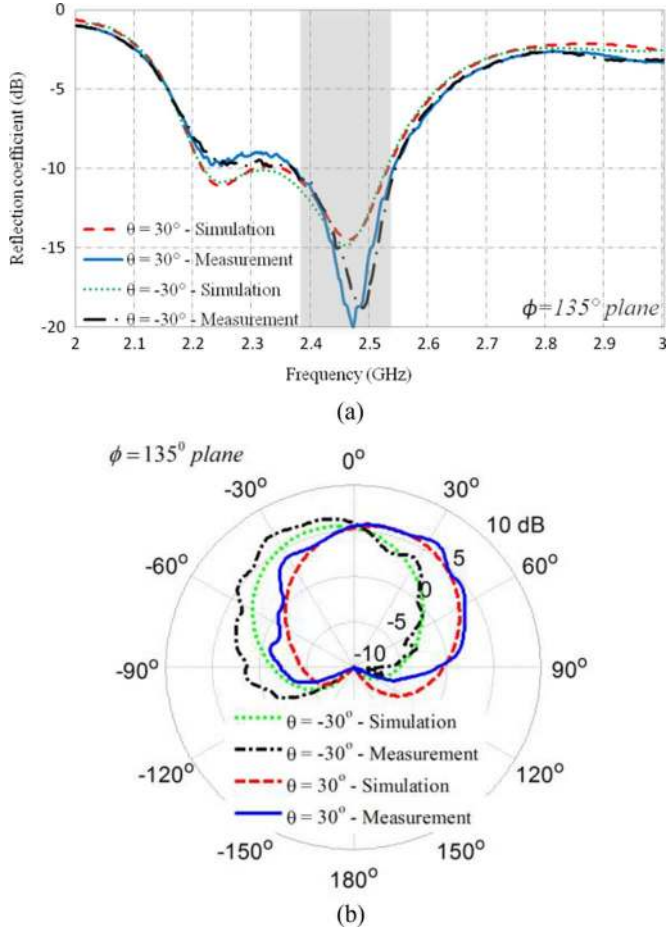 0
-5
-10
-15
-20
Reflection coefficient (dB)
θ = 30° - Simulation
θ = 30° - Measurement
θ = -30° - Simulation
θ = -30° - Measurement
ϕ=135° plane
2 2.1 2.2 2.3 2.4 2.5 2.6 2.7 2.8 2.9 3
Frequency (GHz)
(a)
ϕ = 135⁰ plane
0°
-30° 30°
10 dB
-60° 5 60°
0
-5
-10
-90° 90°
θ = -30° - Simulation
θ = -30° - Measurement
θ = 30° - Simulation
θ = 30° - Measurement
-120° 120°
-150° 150°
180°
(b)